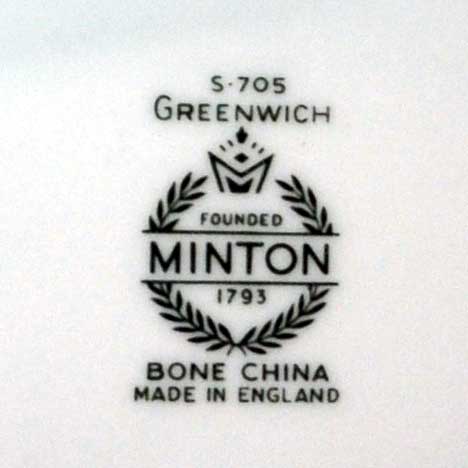 S-705
GREENWICH
FOUNDED
MINTON
1793
BONE CHINA
MADE IN ENGLAND